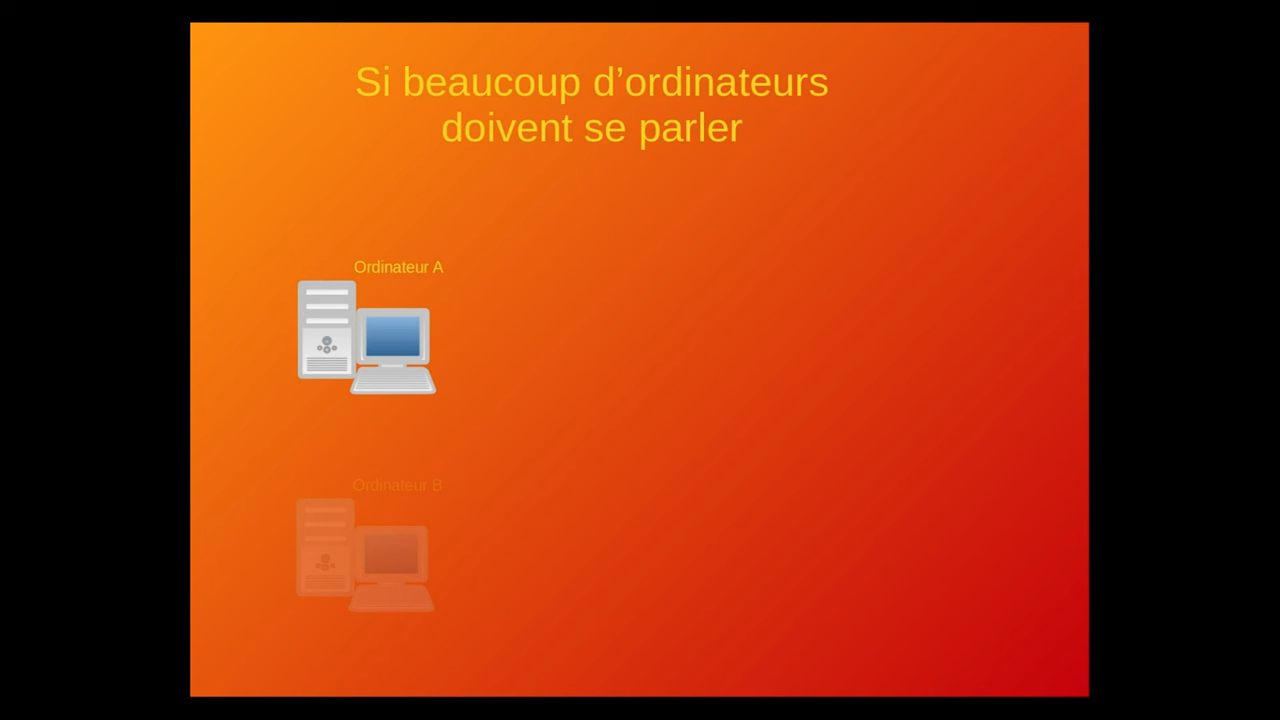 Si beaucoup d’ordinateurs
doivent se parler
Ordinateur A
Ordinateur B